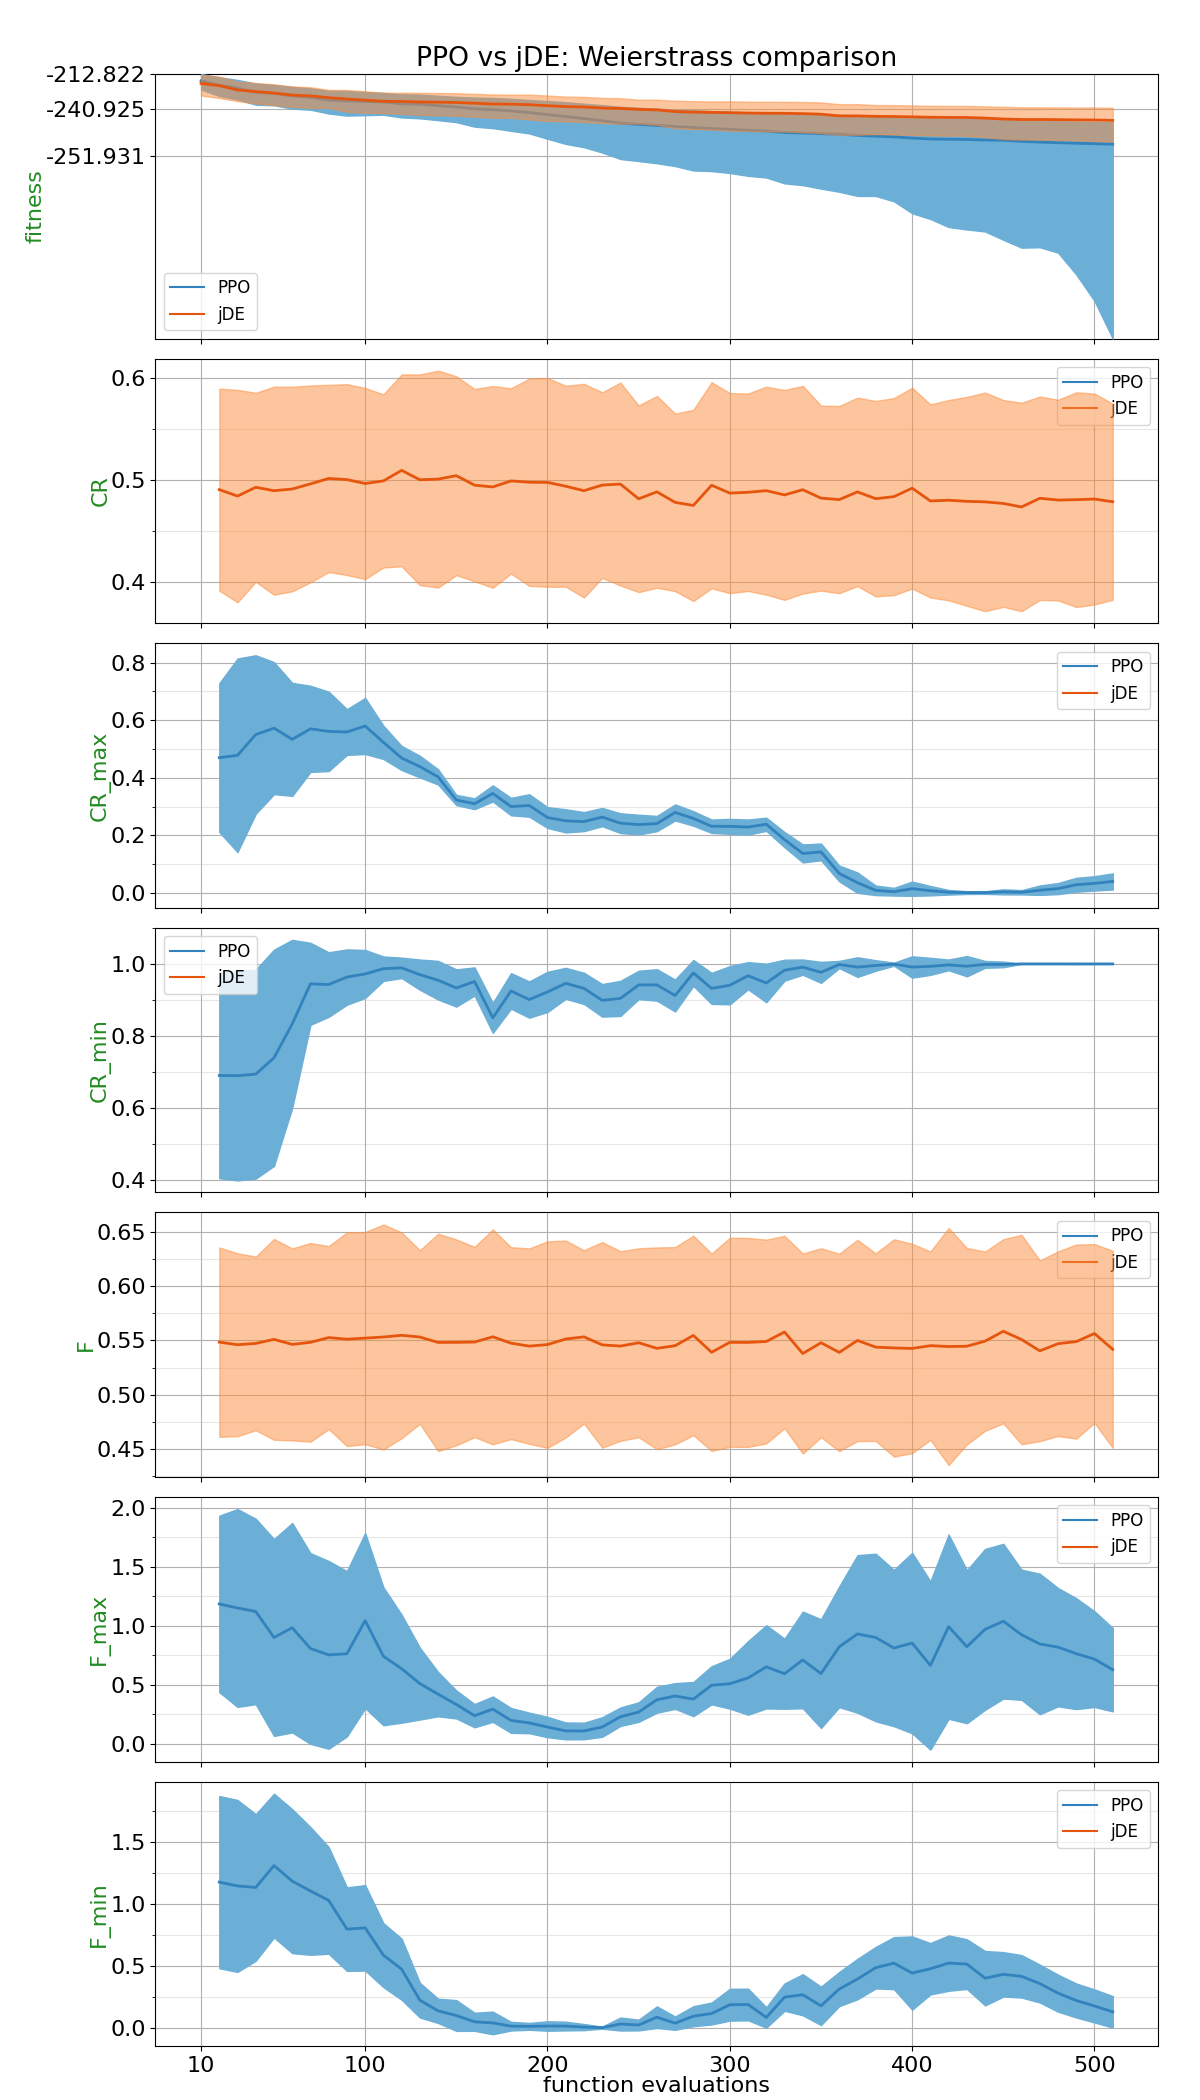 PPO vs jDE: Weierstrass comparison
-212.822
-240.925
-251.931
fitness
PPO
jDE
0.6
0.5
0.4
CR
PPO
jDE
0.8
0.6
0.4
0.2
0.0
CR_max
PPO
jDE
1.0
0.8
0.6
0.4
CR_min
PPO
jDE
0.65
0.60
0.55
0.50
0.45
F
PPO
jDE
2.0
1.5
1.0
0.5
0.0
F_max
PPO
jDE
1.5
1.0
0.5
0.0
F_min
PPO
jDE
10 100 200 300 400 500
function evaluations